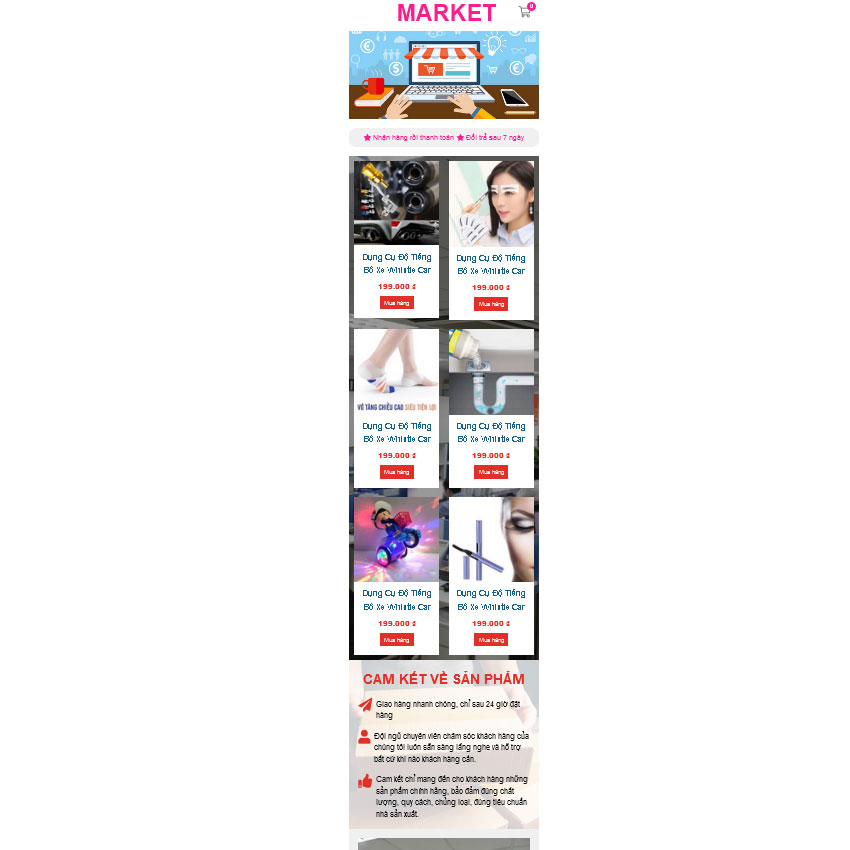 MARKET
0
Nhận hàng rồi thanh toán Đổi trả sau 7 ngày
Dụng Cụ Độ Tiếng
Bô Xe Whistle Car
199.000 đ
Mua hàng
Dụng Cụ Độ Tiếng
Bô Xe Whistle Car
199.000 đ
Mua hàng
VỚ TĂNG CHIỀU CAO SIÊU TIỆN LỢI
Dụng Cụ Độ Tiếng
Bô Xe Whistle Car
199.000 đ
Mua hàng
Dụng Cụ Độ Tiếng
Bô Xe Whistle Car
199.000 đ
Mua hàng
Dụng Cụ Độ Tiếng
Bô Xe Whistle Car
199.000 đ
Mua hàng
Dụng Cụ Độ Tiếng
Bô Xe Whistle Car
199.000 đ
Mua hàng
CAM KẾT VỀ SẢN PHẨM
Giao hàng nhanh chóng, chỉ sau 24 giờ đặt
hàng
Đội ngũ chuyên viên chăm sóc khách hàng của
chúng tôi luôn sẵn sàng lắng nghe và hỗ trợ
bất cứ khi nào khách hàng cần.
Cam kết chỉ mang đến cho khách hàng những
sản phẩm chính hãng, bảo đảm đúng chất
lượng, quy cách, chủng loại, đúng tiêu chuẩn
nhà sản xuất.